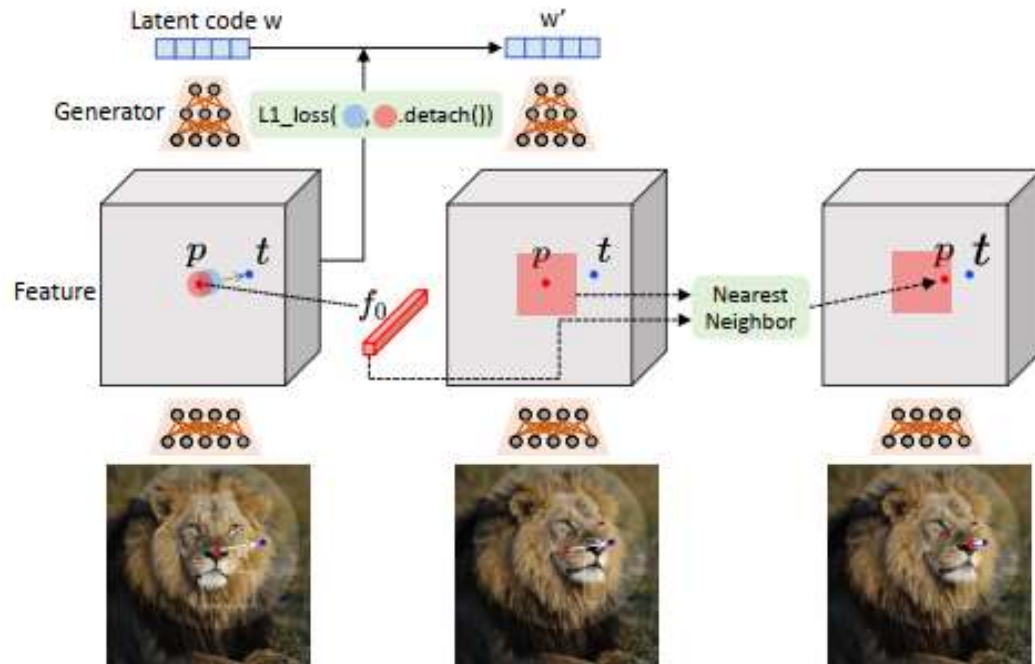 Latent code w
w’
Generator
L1_loss( , .detach())
p
t
p
t
p
t
Feature
f₀
Nearest
Neighbor